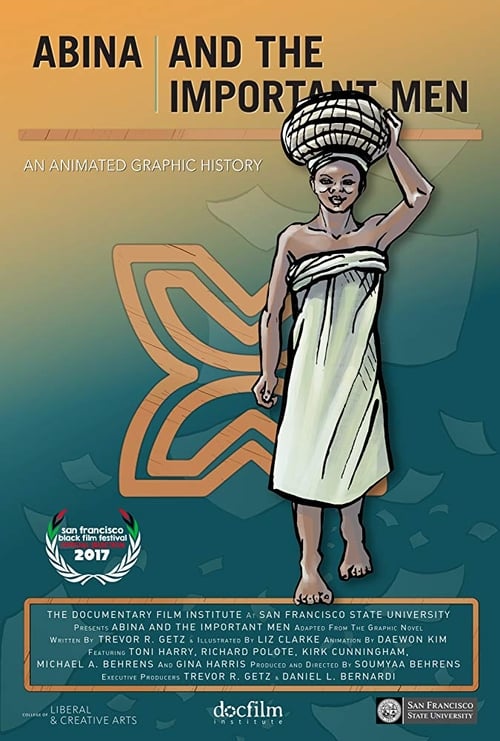 ABINA AND THE
IMPORTANT MEN
AN ANIMATED GRAPHIC HISTORY
san francisco
black film festival
2017
THE DOCUMENTARY FILM INSTITUTE AT SAN FRANCISCO STATE UNIVERSITY
PRESENTS ABINA AND THE IMPORTANT MEN ADAPTED FROM THE GRAPHIC NOVEL
WRITTEN BY TREVOR R. GETZ & ILLUSTRATED BY LIZ CLARKE ANIMATION BY DAEWON KIM
FEATURING TONI HARRY, RICHARD POLOTE, KIRK CUNNINGHAM,
MICHAEL A. BEHRENS AND GINA HARRIS PRODUCED AND DIRECTED BY SOUMYAA BEHRENS
EXECUTIVE PRODUCERS TREVOR R. GETZ & DANIEL L. BERNARDI
COLLEGE OF LIBERAL
& CREATIVE ARTS
docfilm
institute
SAN FRANCISCO
STATE UNIVERSITY